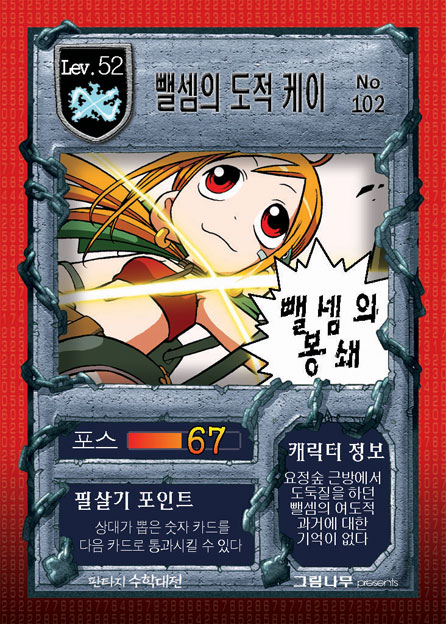 Lev.52
뺄셈의 도적 케이
No
102
뺄셈의
봉쇄
포스 67
필살기 포인트
상대가 뽑은 숫자 카드를
다음 카드로 통과시킬 수 있다
캐릭터 정보
요정숲 근방에서
도둑질을 하던
뺄셈의 여도적
과거에 대한
기억이 없다
판타지 수학대전
그림나무 presents